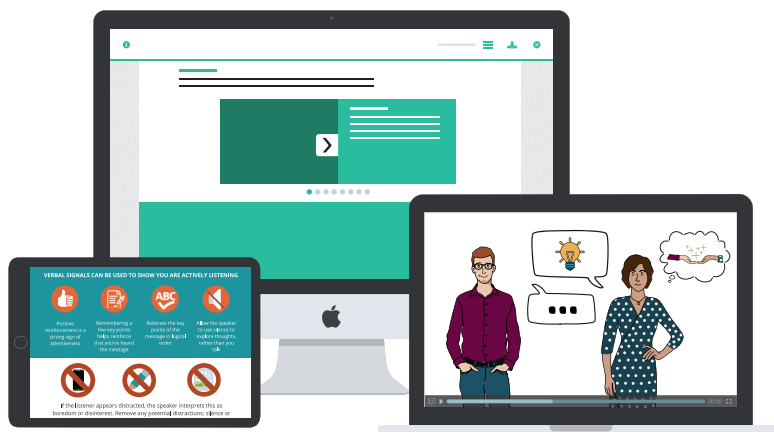 VERBAL SIGNALS CAN BE USED TO SHOW YOU ARE ACTIVELY LISTENING
ABC
Positive
reinforcement is a
strong sign of
attentiveness
Remembering a
few key points
helps reinforce
that you've heard
the message
Reiterate the key
points of the
message in logical
order
Allow the speaker
to use silence to
explore thoughts,
rather than you
talk
If the listener appears distracted, the speaker interprets this as
boredom or disinterest. Remove any potential distractions; silence or
00:00